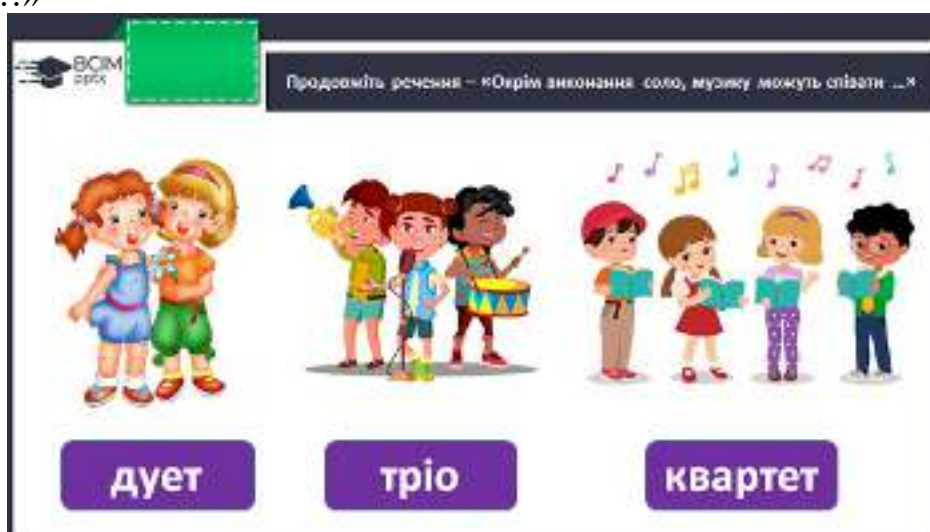 ...»
ВСІМ
pptx
Продовжіть речення – «Окрім виконання соло, музику можуть співати ...»
дует
тріо
квартет